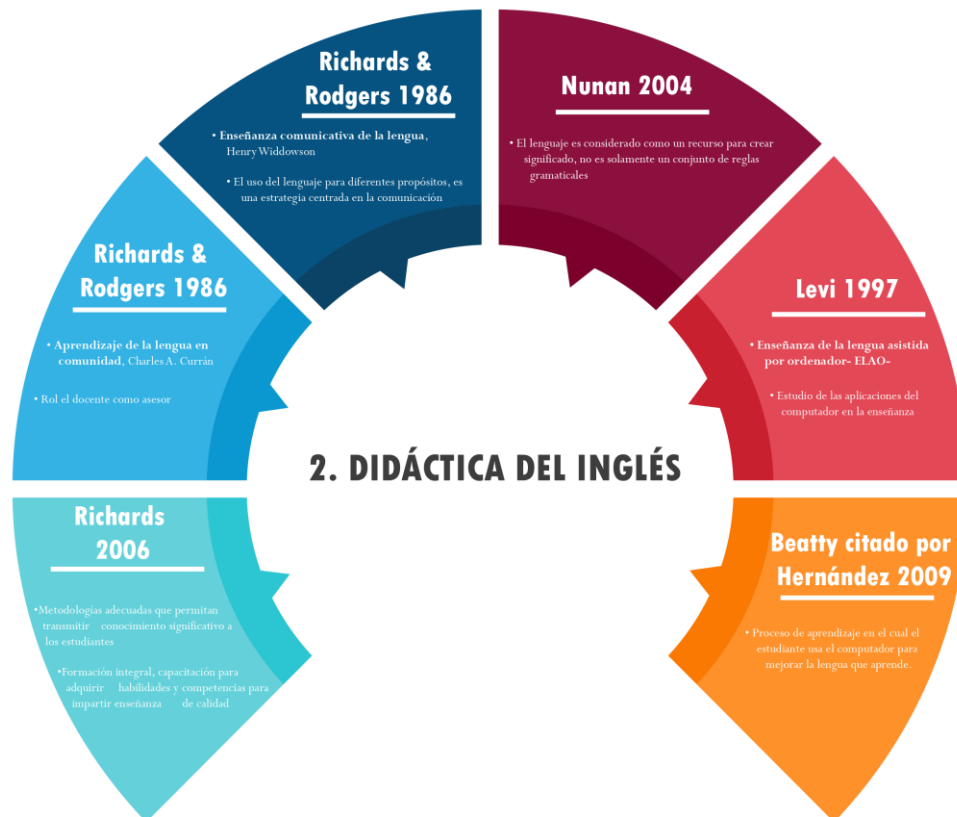 Richards &
Rodgers 1986
• Enseñanza comunicativa de la lengua,
Henry Widdowson
• El uso del lenguaje para diferentes propósitos, es
una estrategia centrada en la comunicación
Nunan 2004
• El lenguaje es considerado como un recurso para crear
significado, no es solamente un conjunto de reglas
gramaticales
Richards &
Rodgers 1986
• Aprendizaje de la lengua en
comunidad, Charles A. Currán
• Rol el docente como asesor
Levi 1997
• Enseñanza de la lengua asistida
por ordenador- ELAO-
• Estudio de las aplicaciones del
computador en la enseñanza
2. DIDÁCTICA DEL INGLÉS
Richards
2006
•Metodologías adecuadas que permitan
transmitir conocimiento significativo a
los estudiantes
•Formación integral, capacitación para
adquirir habilidades y competencias para
impartir enseñanza de calidad
Beatty citado por
Hernández 2009
• Proceso de aprendizaje en el cual el
estudiante usa el computador para
mejorar la lengua que aprende.